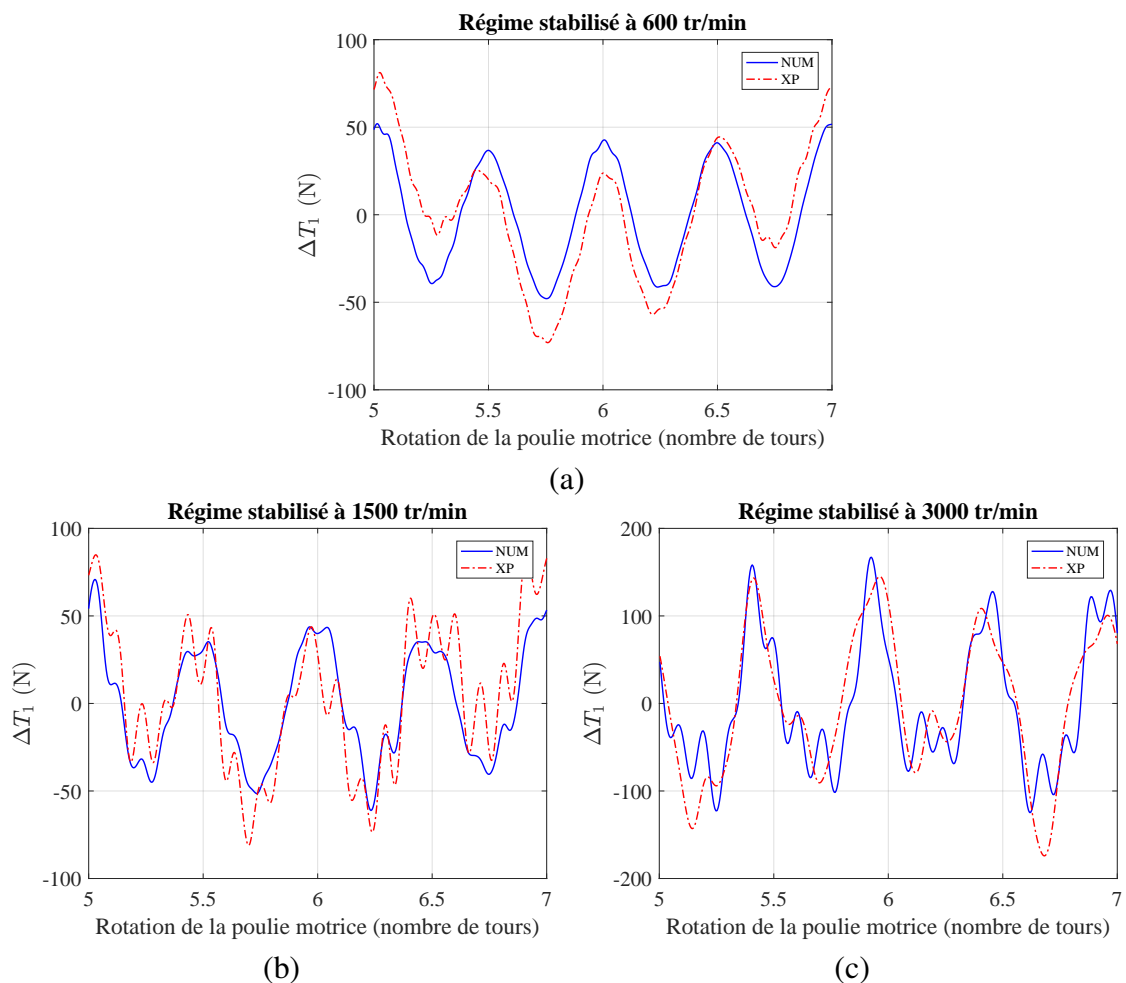 Régime stabilisé à 600 tr/min
100
50
0
-50
-100
ΔT₁ (N)
NUM
XP
5
5.5
6
6.5
7
Rotation de la poulie motrice (nombre de tours)
(a)
Régime stabilisé à 1500 tr/min
100
50
0
-50
-100
ΔT₁ (N)
NUM
XP
5
5.5
6
6.5
7
Rotation de la poulie motrice (nombre de tours)
(b)
Régime stabilisé à 3000 tr/min
200
100
0
-100
-200
ΔT₁ (N)
NUM
XP
5
5.5
6
6.5
7
Rotation de la poulie motrice (nombre de tours)
(c)